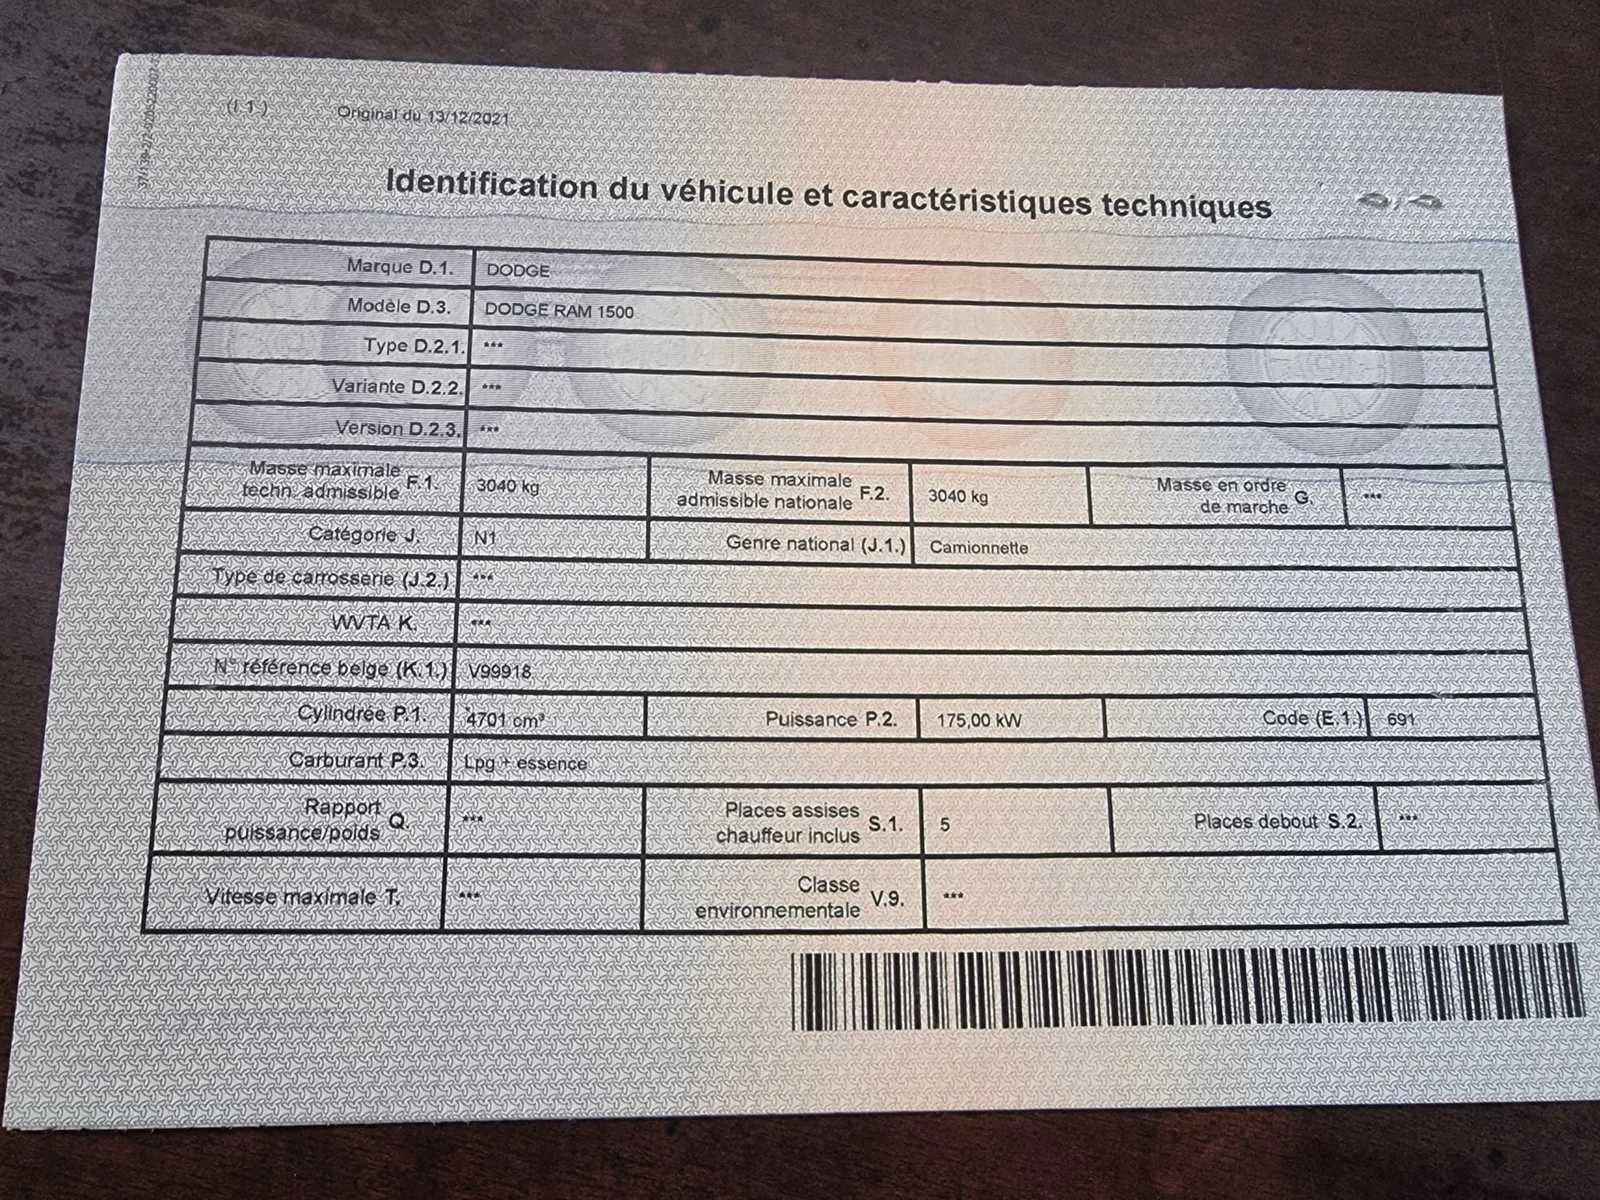 (I.1.) Original du 13/12/2021
Identification du véhicule et caractéristiques techniques
Marque D.1. DODGE
Modèle D.3. DODGE RAM 1500
Type D.2.1. ***
Variante D.2.2. ***
Version D.2.3. ***
Masse maximale techn. admissible F.1. 3040 kg Masse maximale admissible nationale F.2. 3040 kg Masse en ordre de marche G. ***
Catégorie J. N1 Genre national (J.1.) Camionnette
Type de carrosserie (J.2.) ***
WVTA K. ***
N° référence belge (K.1.) V99918
Cylindrée P.1. 4701 cm³ Puissance P.2. 175,00 kW Code (E.1.) 691
Carburant P.3. Lpg + essence
Rapport puissance/poids Q. *** Places assises chauffeur inclus S.1. 5 Places debout S.2. ***
Vitesse maximale T. *** Classe environnementale V.9. ***